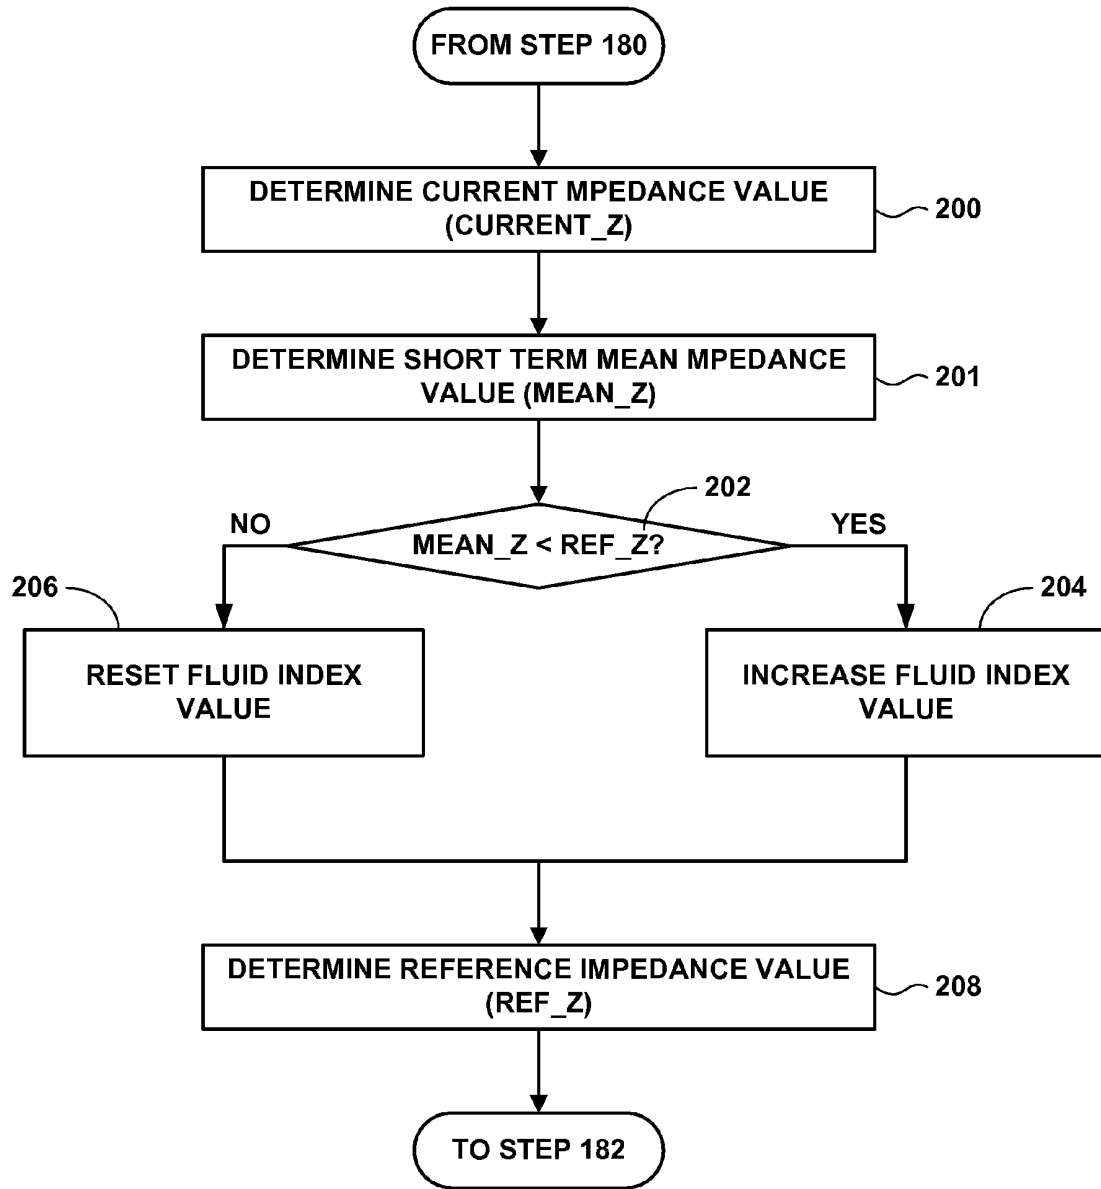 FROM STEP 180
DETERMINE CURRENT MPEDANCE VALUE
(CURRENT_Z)
200
DETERMINE SHORT TERM MEAN MPEDANCE
VALUE (MEAN_Z)
201
202
NO
MEAN_Z < REF_Z?
YES
206
204
RESET FLUID INDEX
VALUE
INCREASE FLUID INDEX
VALUE
DETERMINE REFERENCE IMPEDANCE VALUE
(REF_Z)
208
TO STEP 182